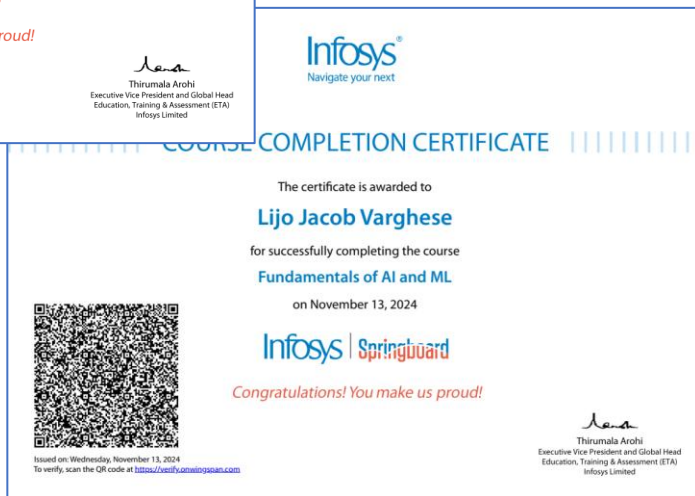 roud!
Thirumala Arohi
Executive Vice President and Global Head
Education, Training & Assessment (ETA)
Infosys Limited
Infosys®
Navigate your next
COURSE COMPLETION CERTIFICATE
The certificate is awarded to
Lijo Jacob Varghese
for successfully completing the course
Fundamentals of AI and ML
on November 13, 2024
Infosys | Springboard
Congratulations! You make us proud!
Issued on: Wednesday, November 13, 2024
To verify, scan the QR code at https://verify.onwingspan.com
Thirumala Arohi
Executive Vice President and Global Head
Education, Training & Assessment (ETA)
Infosys Limited